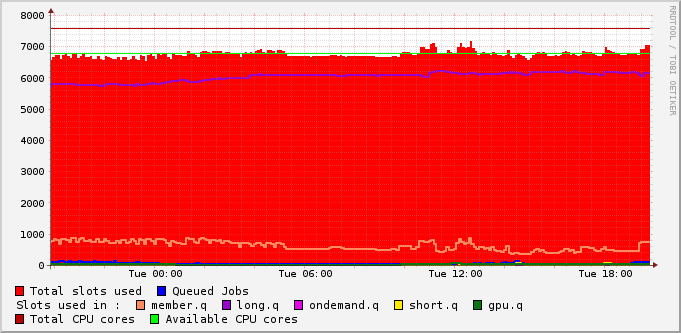 8000
7000
6000
5000
4000
3000
2000
1000
0
Tue 00:00 Tue 06:00 Tue 12:00 Tue 18:00
RRDTOOL / TOBI OETIKER
Total slots used Queued Jobs
Slots used in : member.q long.q ondemand.q short.q gpu.q
Total CPU cores Available CPU cores